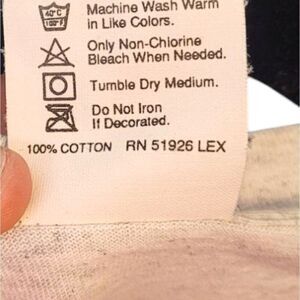 40°C
100°F
Machine Wash Warm
in Like Colors.
Only Non-Chlorine
Bleach When Needed.
Tumble Dry Medium.
Do Not Iron
If Decorated.
100% COTTON RN 51926 LEX